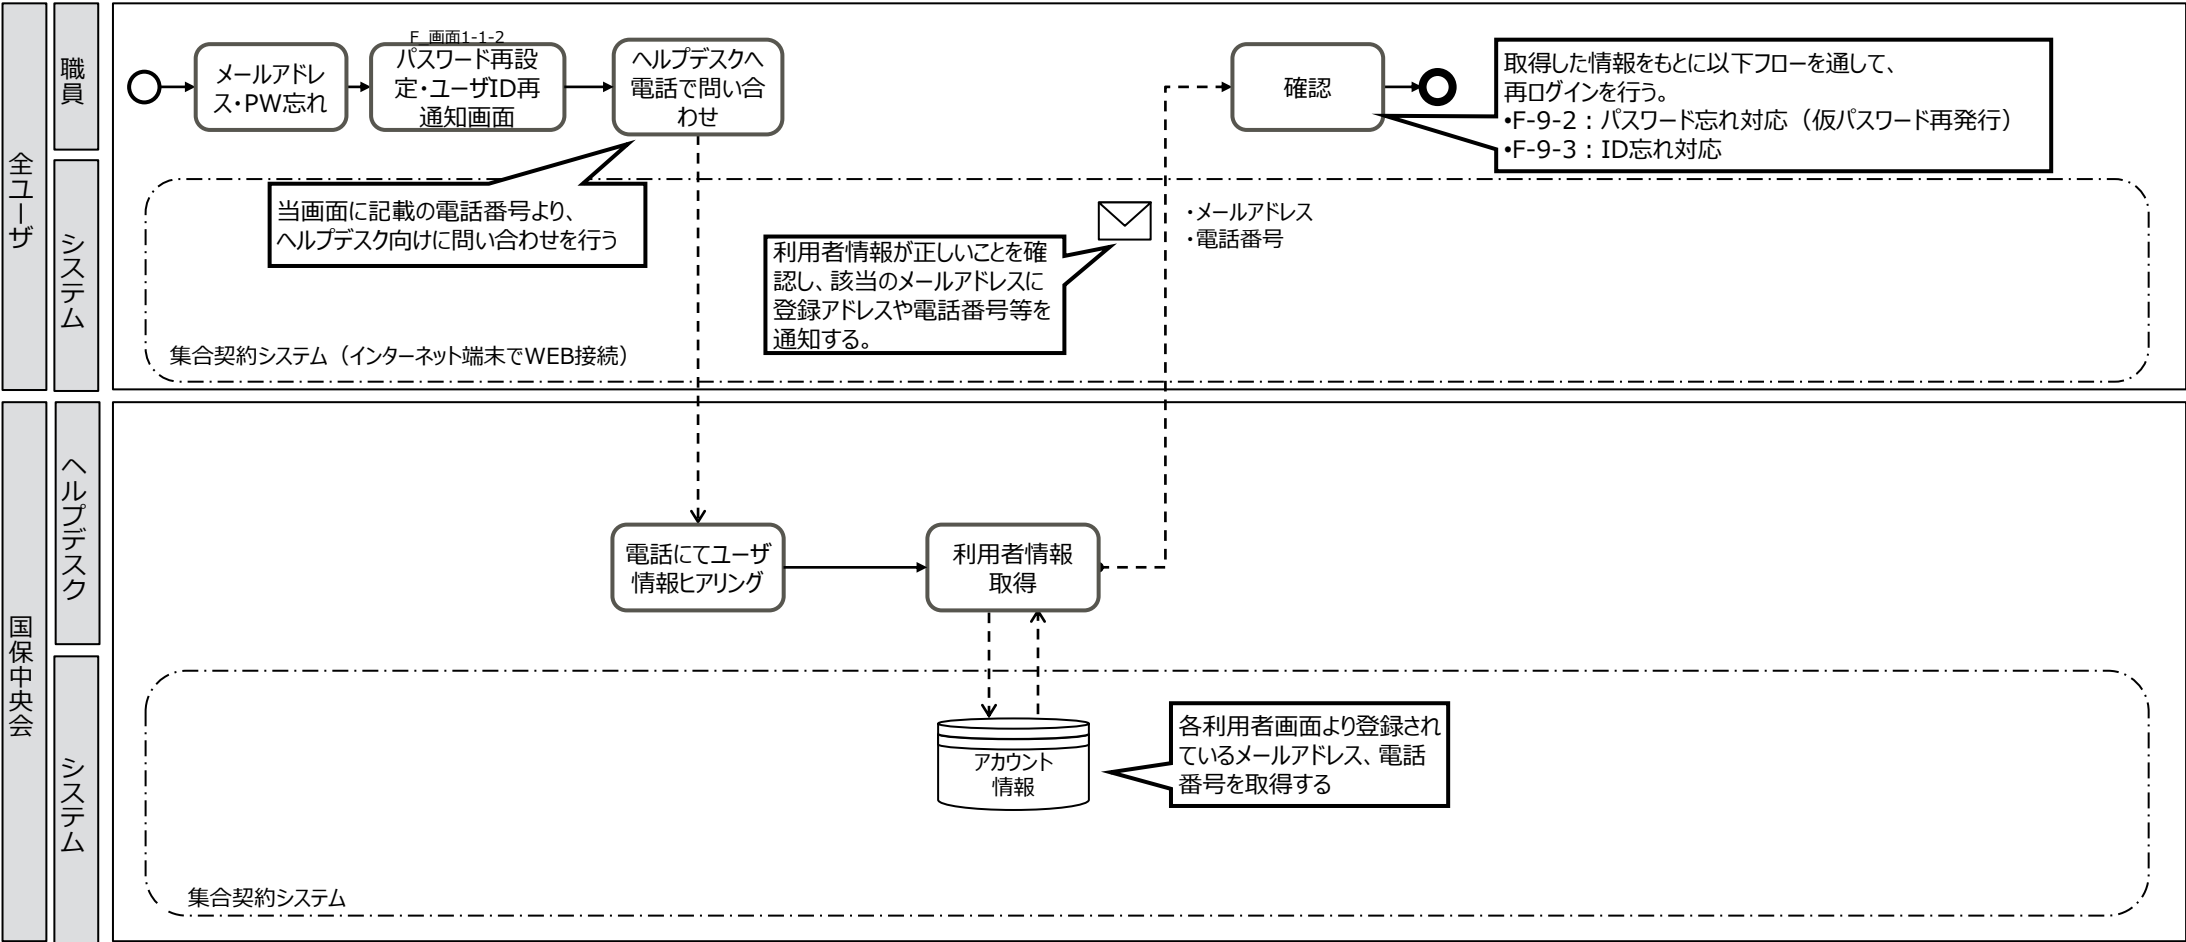 全ユーザ
職員
システム
F_画面1-1-2
メールアドレ
ス・PW忘れ
パスワード再設
定・ユーザID再
通知画面
ヘルプデスクへ
電話で問い合
わせ
確認
取得した情報をもとに以下フローを通して、
再ログインを行う。
•F-9-2：パスワード忘れ対応（仮パスワード再発行）
•F-9-3：ID忘れ対応
当画面に記載の電話番号より、
ヘルプデスク向けに問い合わせを行う
利用者情報が正しいことを確
認し、該当のメールアドレスに
登録アドレスや電話番号等を
通知する。
・メールアドレス
・電話番号
集合契約システム（インターネット端末でWEB接続）
国保中央会
ヘルプデスク
システム
電話にてユーザ
情報ヒアリング
利用者情報
取得
アカウント
情報
各利用者画面より登録され
ているメールアドレス、電話
番号を取得する
集合契約システム